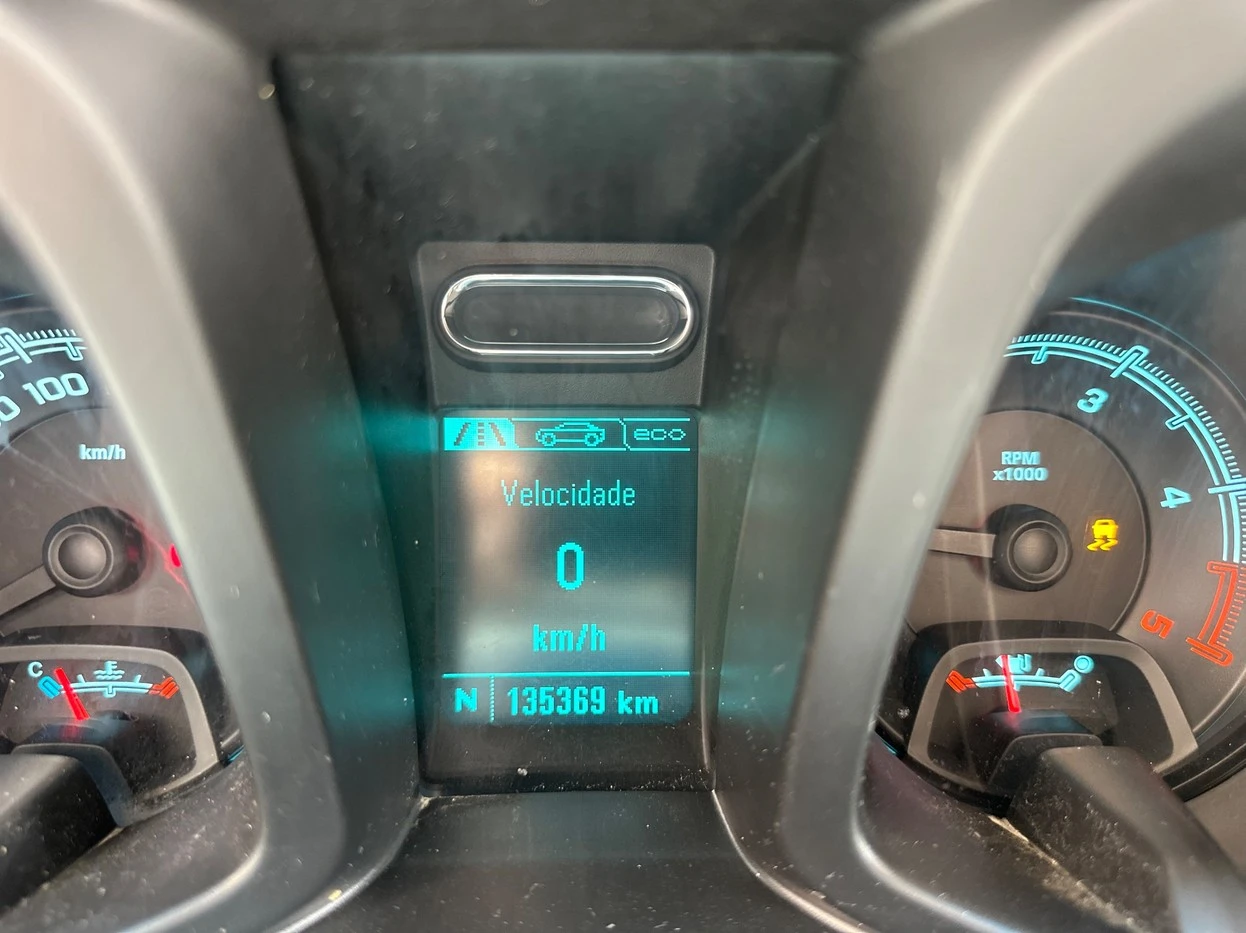 100
km/h
C
eco
Velocidade
0
km/h
N 135369 km
RPM
x1000
3
4
5